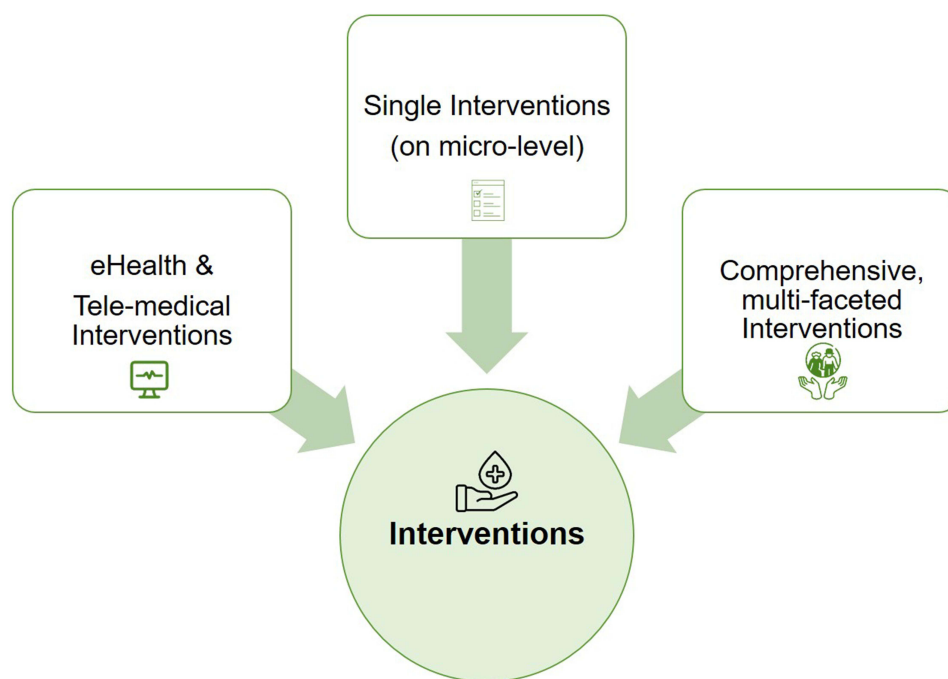 Single Interventions
(on micro-level)
eHealth &
Tele-medical
Interventions
Comprehensive,
multi-faceted
Interventions
Interventions